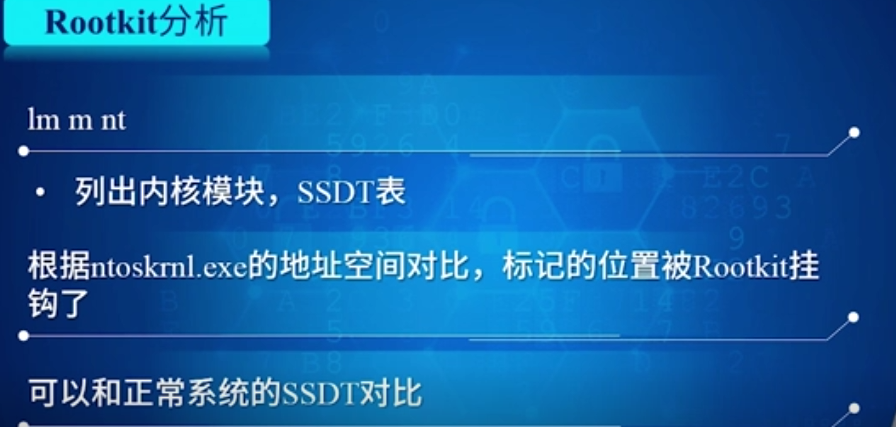 Rootkit分析
lm m nt
• 列出内核模块，SSDT表
根据ntoskrnl.exe的地址空间对比，标记的位置被Rootkit挂
钩了
可以和正常系统的SSDT对比